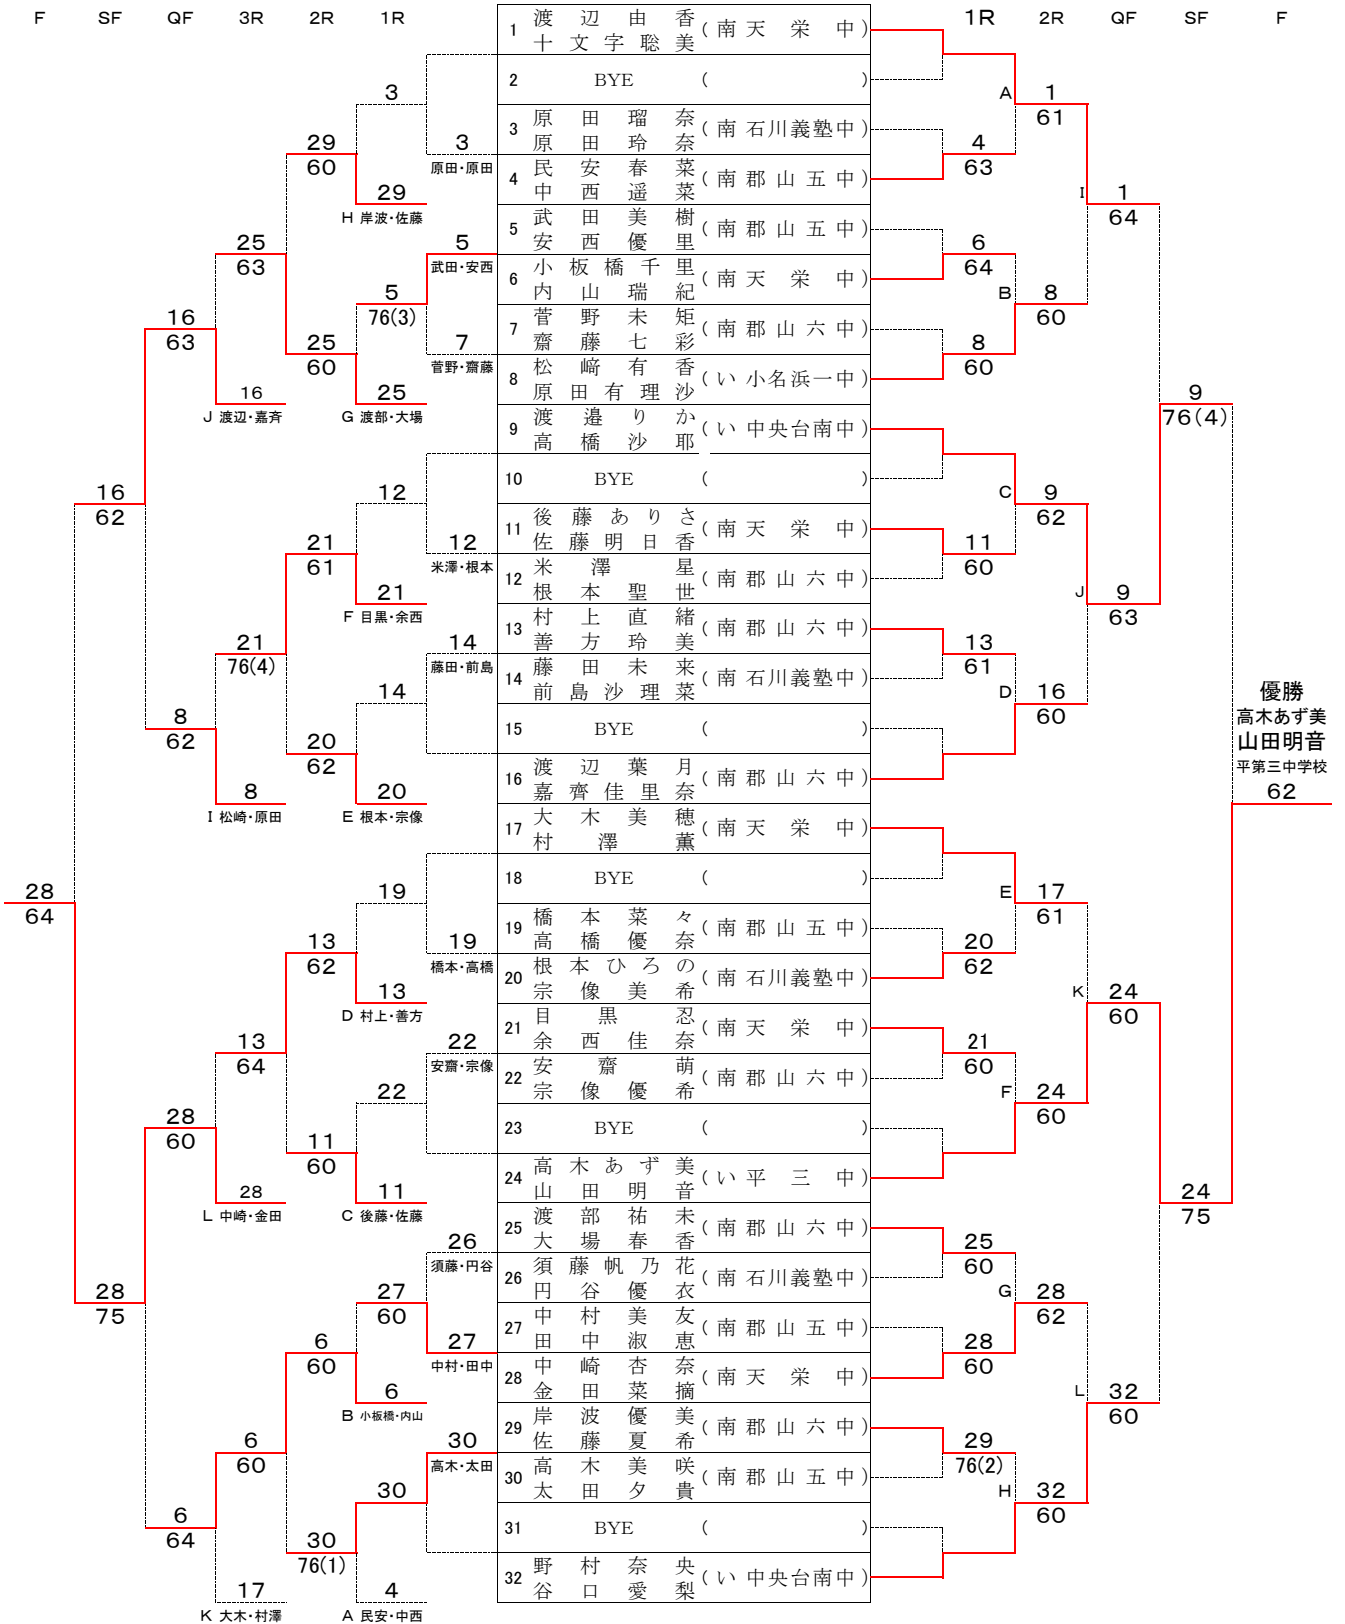 F SF QF 3R 2R 1R
1R 2R QF SF F
1 渡辺由香 十文字聡美 (南 天栄中)
2 BYE ( )
3 原田瑠奈 原田玲奈 (南 石川義塾中)
4 民安春菜 中西遥菜 (南 郡山五中)
5 武田美樹 安西優里 (南 郡山五中)
6 小板橋千里 内山瑞紀 (南 天栄中)
7 菅野未矩 齋藤七彩 (南 郡山六中)
8 松﨑有香 原田有理沙 (い 小名浜一中)
9 渡邉りか 高橋沙耶 (い 中央台南中)
10 BYE ( )
11 後藤ありさ 佐藤明日香 (南 天栄中)
12 米澤星 根本聖世 (南 郡山六中)
13 村上直緒 善方玲美 (南 郡山六中)
14 藤田未来 前島沙理菜 (南 石川義塾中)
15 BYE ( )
16 渡辺葉月 嘉齊佳里奈 (南 郡山六中)
17 大木美穂 村澤薫 (南 天栄中)
18 BYE ( )
19 橋本菜々 高橋優奈 (南 郡山五中)
20 根本ひろの 宗像美希 (南 石川義塾中)
21 目黒忍 余西佳奈 (南 天栄中)
22 安齋萌 宗像優希 (南 郡山六中)
23 BYE ( )
24 高木あず美 山田明音 (い 平三中)
25 渡部祐未 大場春香 (南 郡山六中)
26 須藤帆乃花 円谷優衣 (南 石川義塾中)
27 中村美友 田中淑恵 (南 郡山五中)
28 中崎杏奈 金田菜摘 (南 天栄中)
29 岸波優美 佐藤夏希 (南 郡山六中)
30 高木美咲 太田夕貴 (南 郡山五中)
31 BYE ( )
32 野村奈央 谷口愛梨 (い 中央台南中)
3
原田・原田
5
武田・安西
7
菅野・齋藤
12
米澤・根本
14
藤田・前島
19
橋本・高橋
22
安齋・宗像
26
須藤・円谷
27
中村・田中
30
高木・太田
3
29
H 岸波・佐藤
5
76(3)
25
G 渡部・大場
12
21
F 目黒・余西
14
20
E 根本・宗像
19
13
D 村上・善方
22
11
C 後藤・佐藤
27
60
6
B 小板橋・内山
30
4
A 民安・中西
29
60
25
60
21
61
20
62
13
62
11
60
6
60
30
76(1)
25
63
16
J 渡辺・嘉斉
21
76(4)
8
I 松崎・原田
13
64
28
L 中崎・金田
6
60
17
K 大木・村澤
16
63
8
62
28
60
6
64
16
62
28
75
28
64
4
63
6
64
8
60
11
60
13
61
20
62
21
60
25
60
28
60
29
76(2)
A
1
61
B
8
60
C
9
62
D
16
60
E
17
61
F
24
60
G
28
62
H
32
60
I
1
64
J
9
63
K
24
60
L
32
60
9
76(4)
24
75
優勝
高木あず美
山田明音
平第三中学校
62